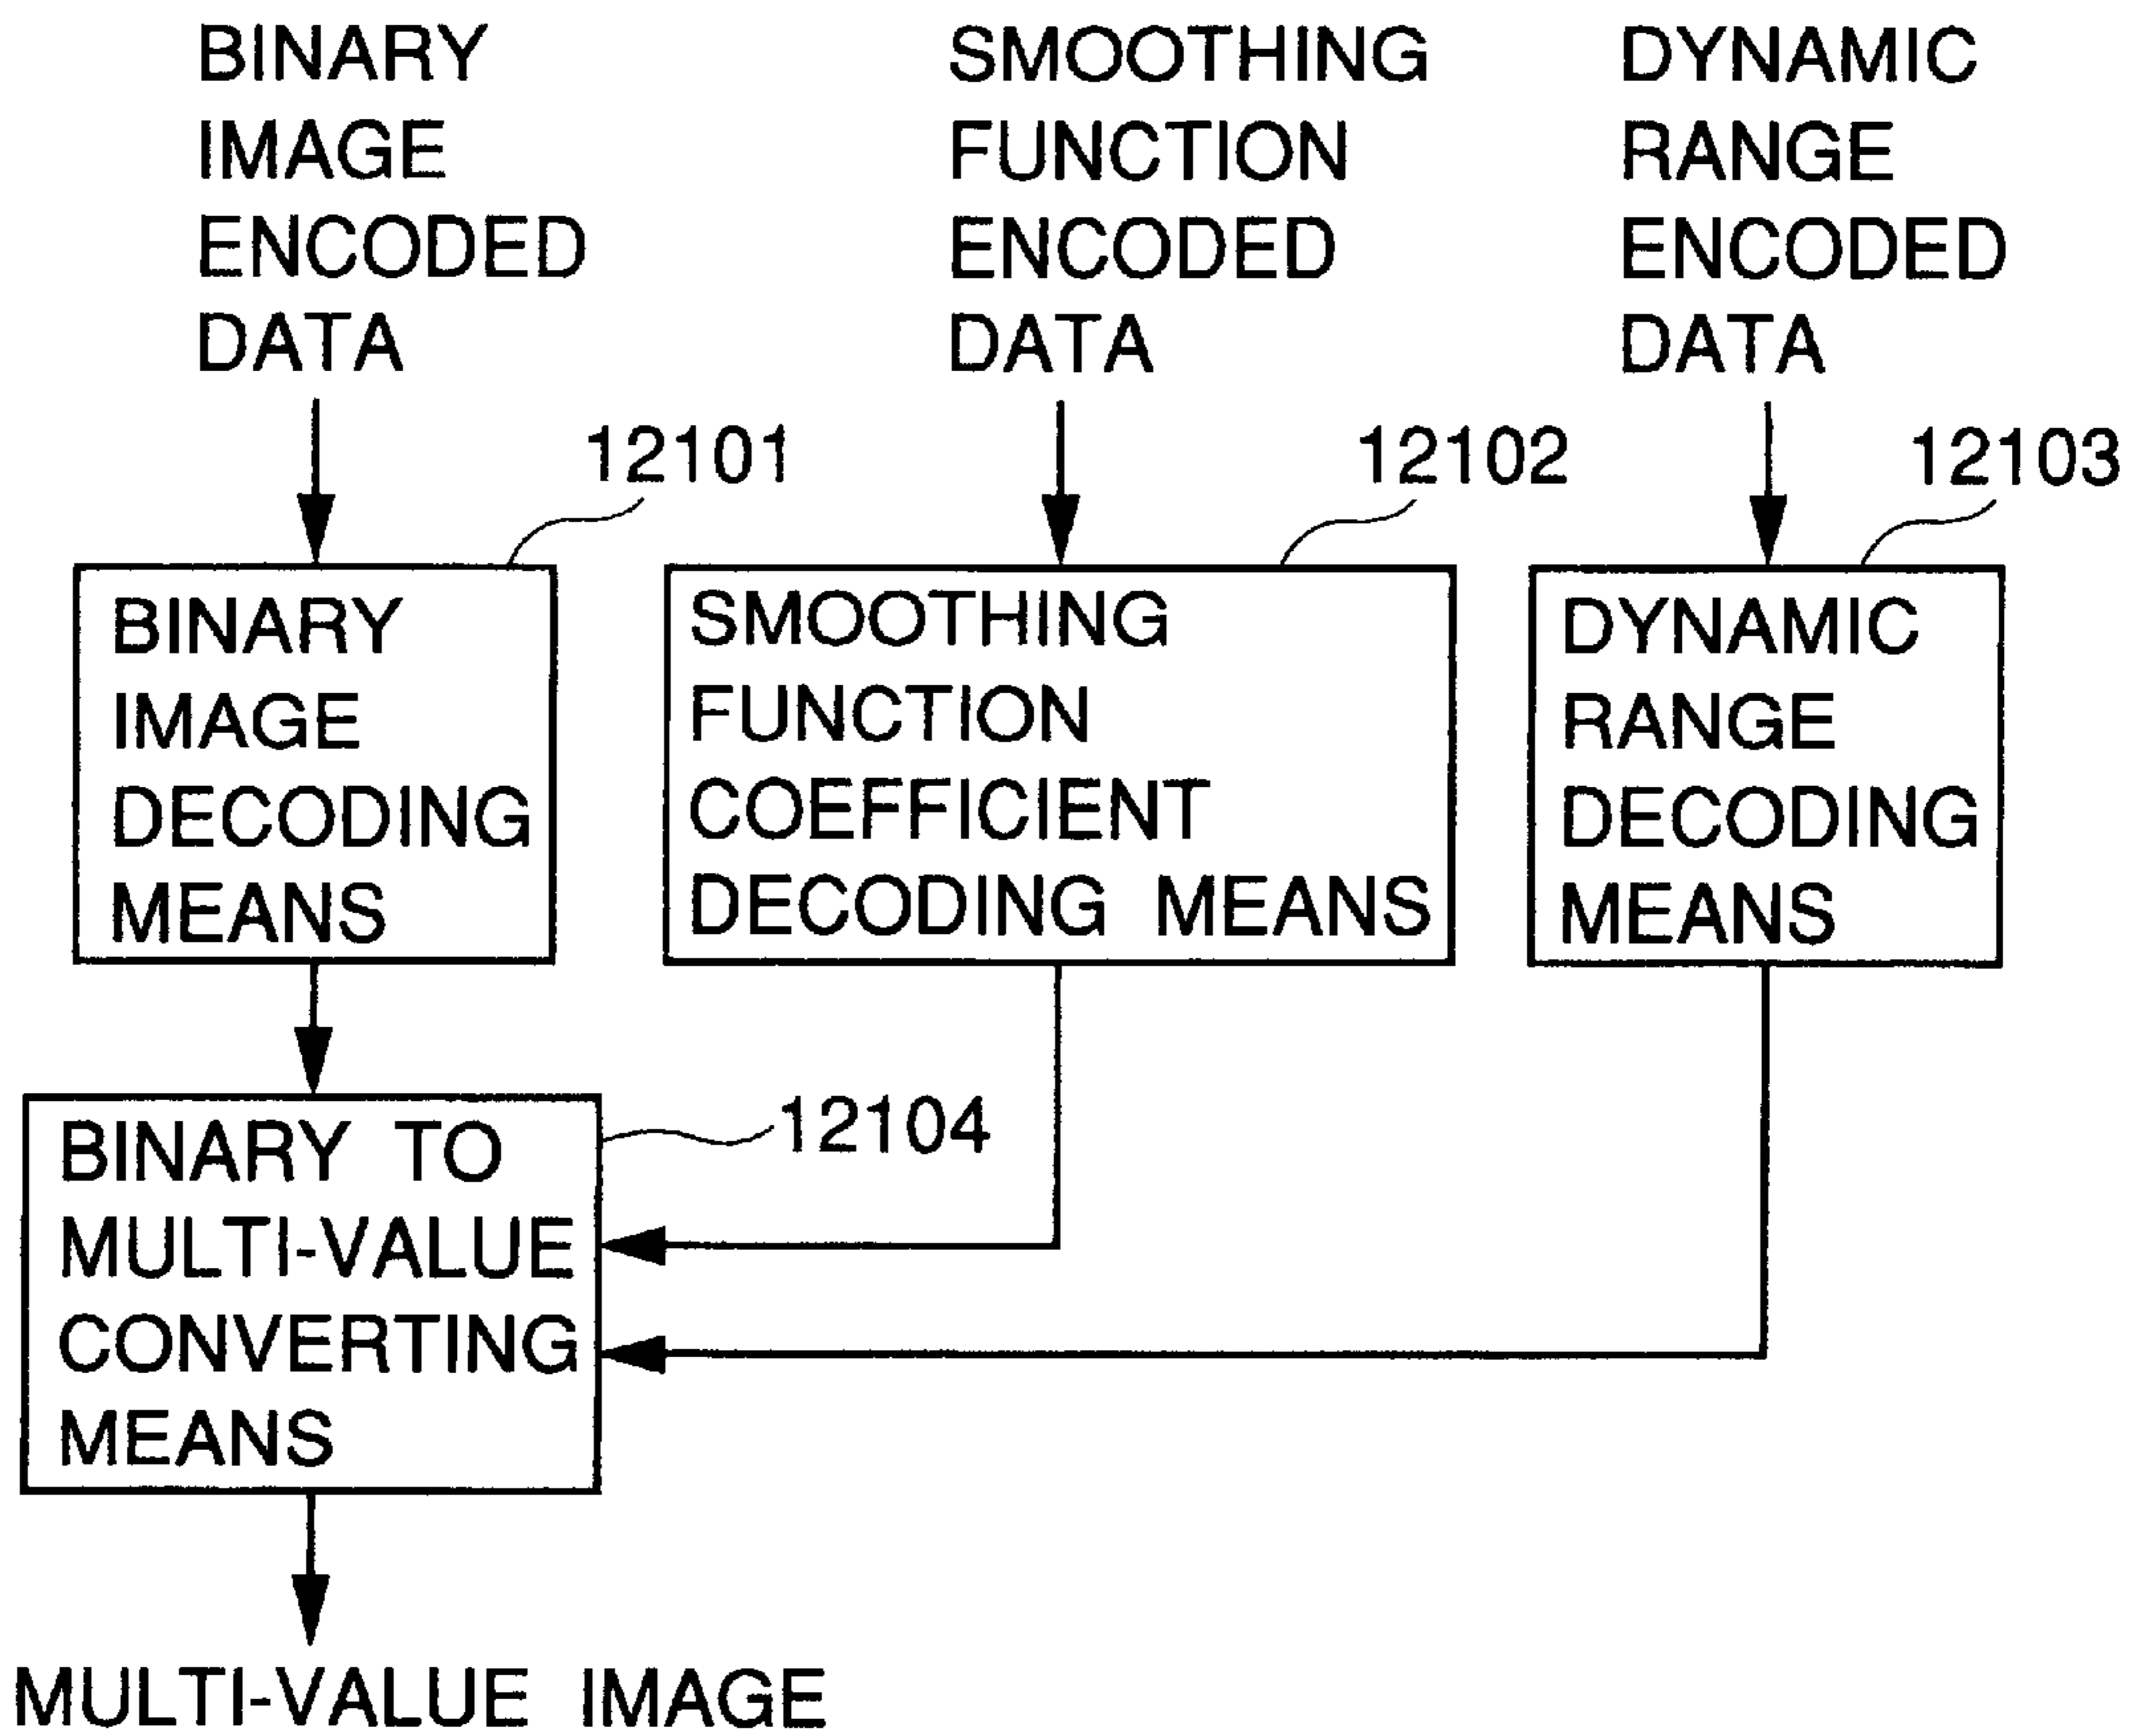 BINARY
IMAGE
ENCODED
DATA
SMOOTHING
FUNCTION
ENCODED
DATA
DYNAMIC
RANGE
ENCODED
DATA
12101
12102
12103
BINARY
IMAGE
DECODING
MEANS
SMOOTHING
FUNCTION
COEFFICIENT
DECODING MEANS
DYNAMIC
RANGE
DECODING
MEANS
BINARY TO
MULTI-VALUE
CONVERTING
MEANS
12104
MULTI-VALUE IMAGE